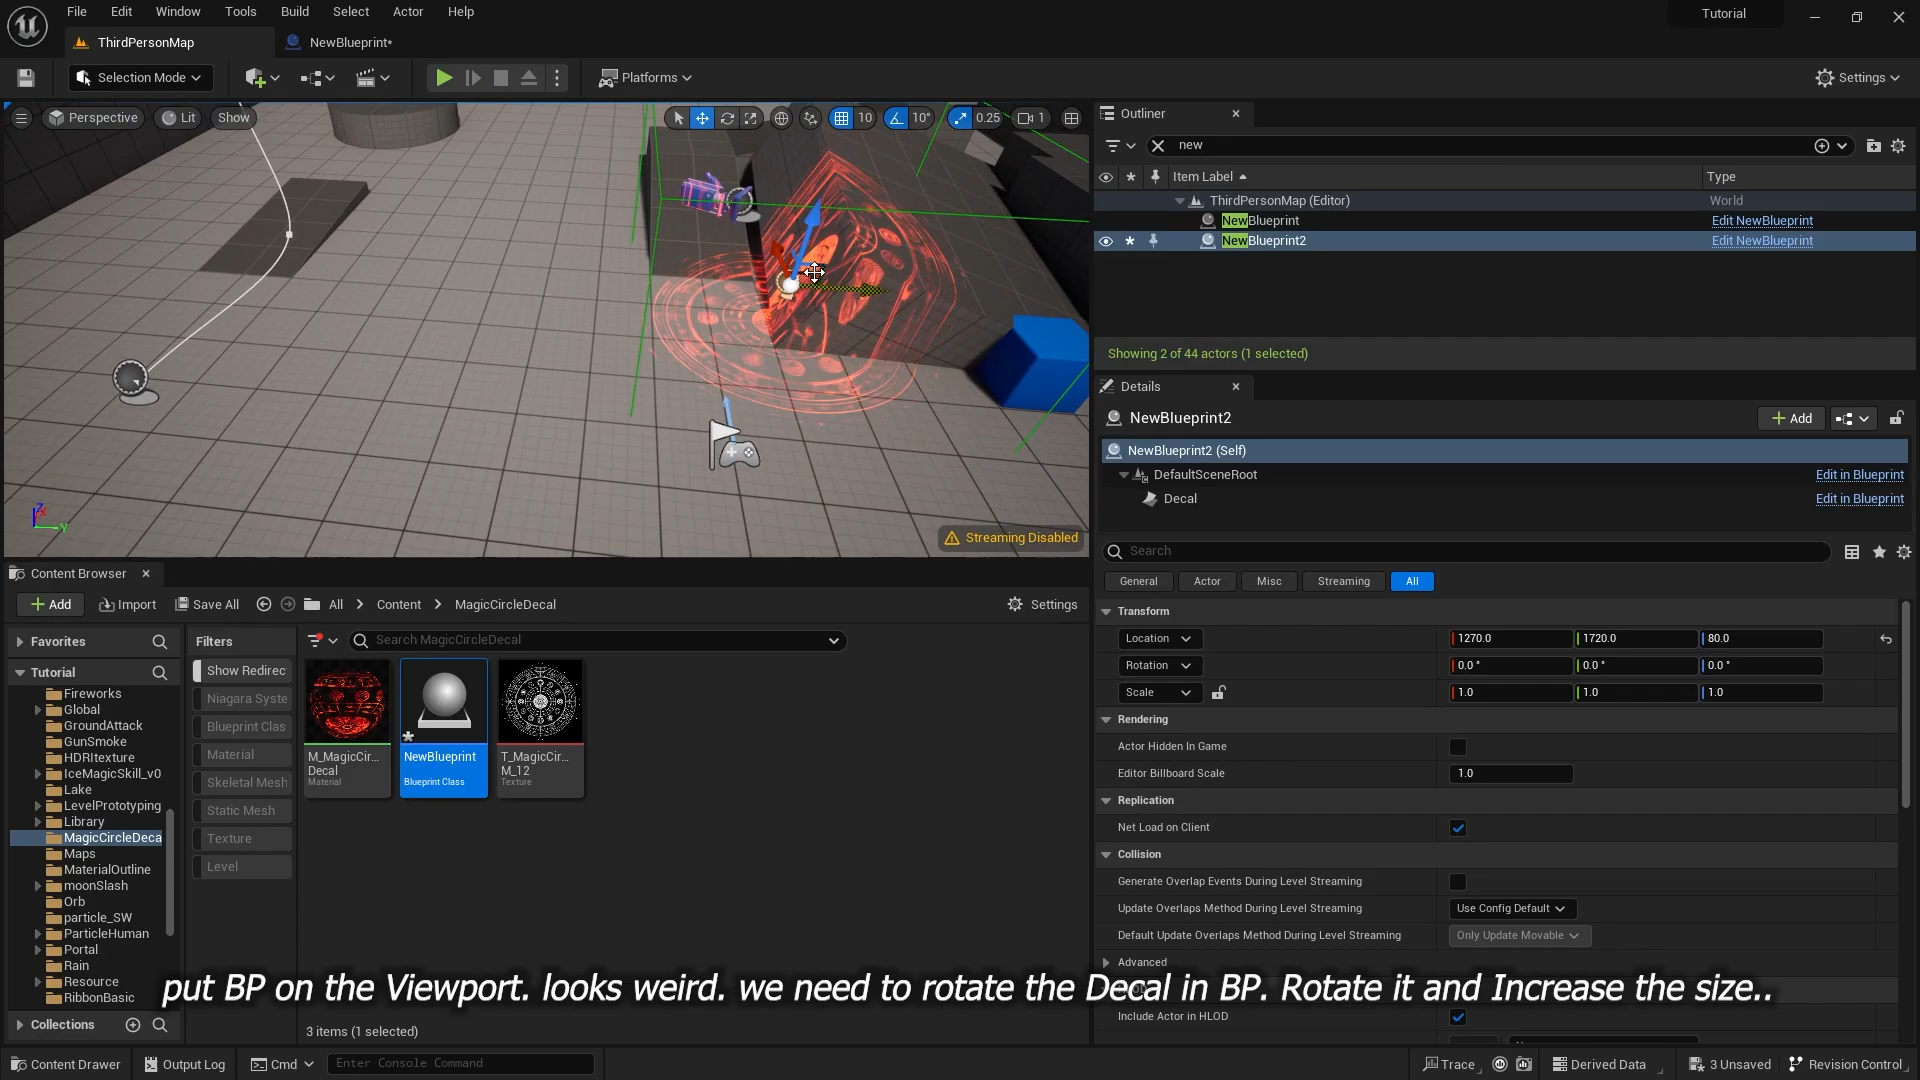 File Edit Window Tools Build Select Actor Help
Tutorial
ThirdPersonMap
NewBlueprint*
Selection Mode
Platforms
Settings
Perspective
Lit
Show
10
10°
0.25
1
Streaming Disabled
Outliner
new
Item Label
Type
ThirdPersonMap (Editor)
World
NewBlueprint
Edit NewBlueprint
NewBlueprint2
Edit NewBlueprint
Showing 2 of 44 actors (1 selected)
Details
NewBlueprint2
Add
NewBlueprint2 (Self)
DefaultSceneRoot
Edit in Blueprint
Decal
Edit in Blueprint
Search
General
Actor
Misc
Streaming
All
Transform
Location
1270.0
1720.0
80.0
Rotation
0.0 °
0.0 °
0.0 °
Scale
1.0
1.0
1.0
Rendering
Actor Hidden In Game
Editor Billboard Scale
1.0
Replication
Net Load on Client
Collision
Generate Overlap Events During Level Streaming
Update Overlaps Method During Level Streaming
Use Config Default
Default Update Overlaps Method During Level Streaming
Only Update Movable
Advanced
Include Actor in HLOD
Content Browser
Add
Import
Save All
All
Content
MagicCircleDecal
Settings
Favorites
Tutorial
Fireworks
Global
GroundAttack
GunSmoke
HDRItexture
IceMagicSkill_v0
Lake
LevelPrototyping
Library
MagicCircleDeca
Maps
MaterialOutline
moonSlash
Orb
particle_SW
ParticleHuman
Portal
Rain
Resource
RibbonBasic
Collections
Filters
Show Redirec
Niagara Syste
Blueprint Clas
Material
Skeletal Mesh
Static Mesh
Texture
Level
Search MagicCircleDecal
M_MagicCir...
Decal
Material
NewBlueprint
Blueprint Class
T_MagicCir...
M_12
Texture
put BP on the Viewport. looks weird. we need to rotate the Decal in BP. Rotate it and Increase the size..
3 items (1 selected)
Content Drawer
Output Log
Cmd
Enter Console Command
Trace
Derived Data
3 Unsaved
Revision Control